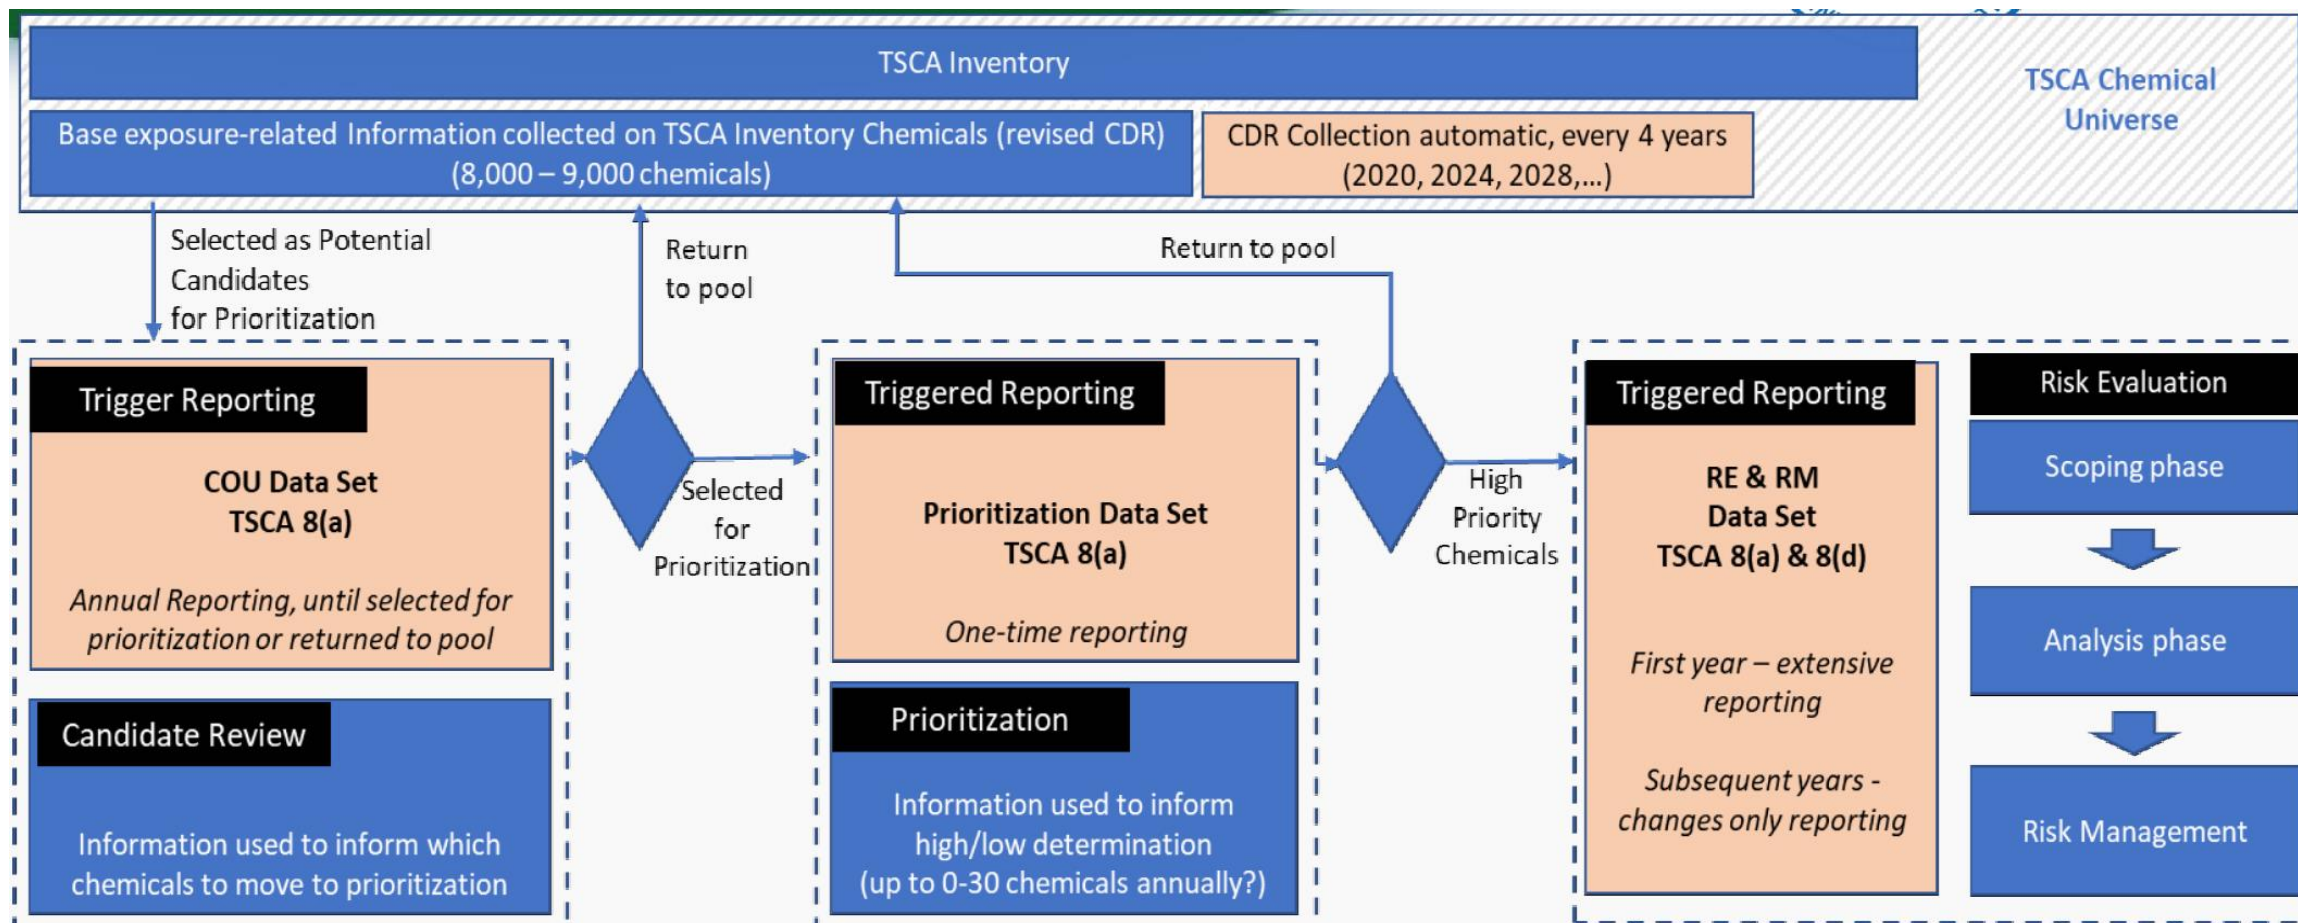 TSCA Inventory
TSCA Chemical
Universe
Base exposure-related Information collected on TSCA Inventory Chemicals (revised CDR)
(8,000 – 9,000 chemicals)
CDR Collection automatic, every 4 years
(2020, 2024, 2028,...)
Selected as Potential
Candidates
for Prioritization
Return
to pool
Return to pool
Trigger Reporting
COU Data Set
TSCA 8(a)
Annual Reporting, until selected for
prioritization or returned to pool
Candidate Review
Information used to inform which
chemicals to move to prioritization
Selected
for
Prioritization
Triggered Reporting
Prioritization Data Set
TSCA 8(a)
One-time reporting
Prioritization
Information used to inform
high/low determination
(up to 0-30 chemicals annually?)
High
Priority
Chemicals
Triggered Reporting
RE & RM
Data Set
TSCA 8(a) & 8(d)
First year – extensive
reporting
Subsequent years -
changes only reporting
Risk Evaluation
Scoping phase
Analysis phase
Risk Management